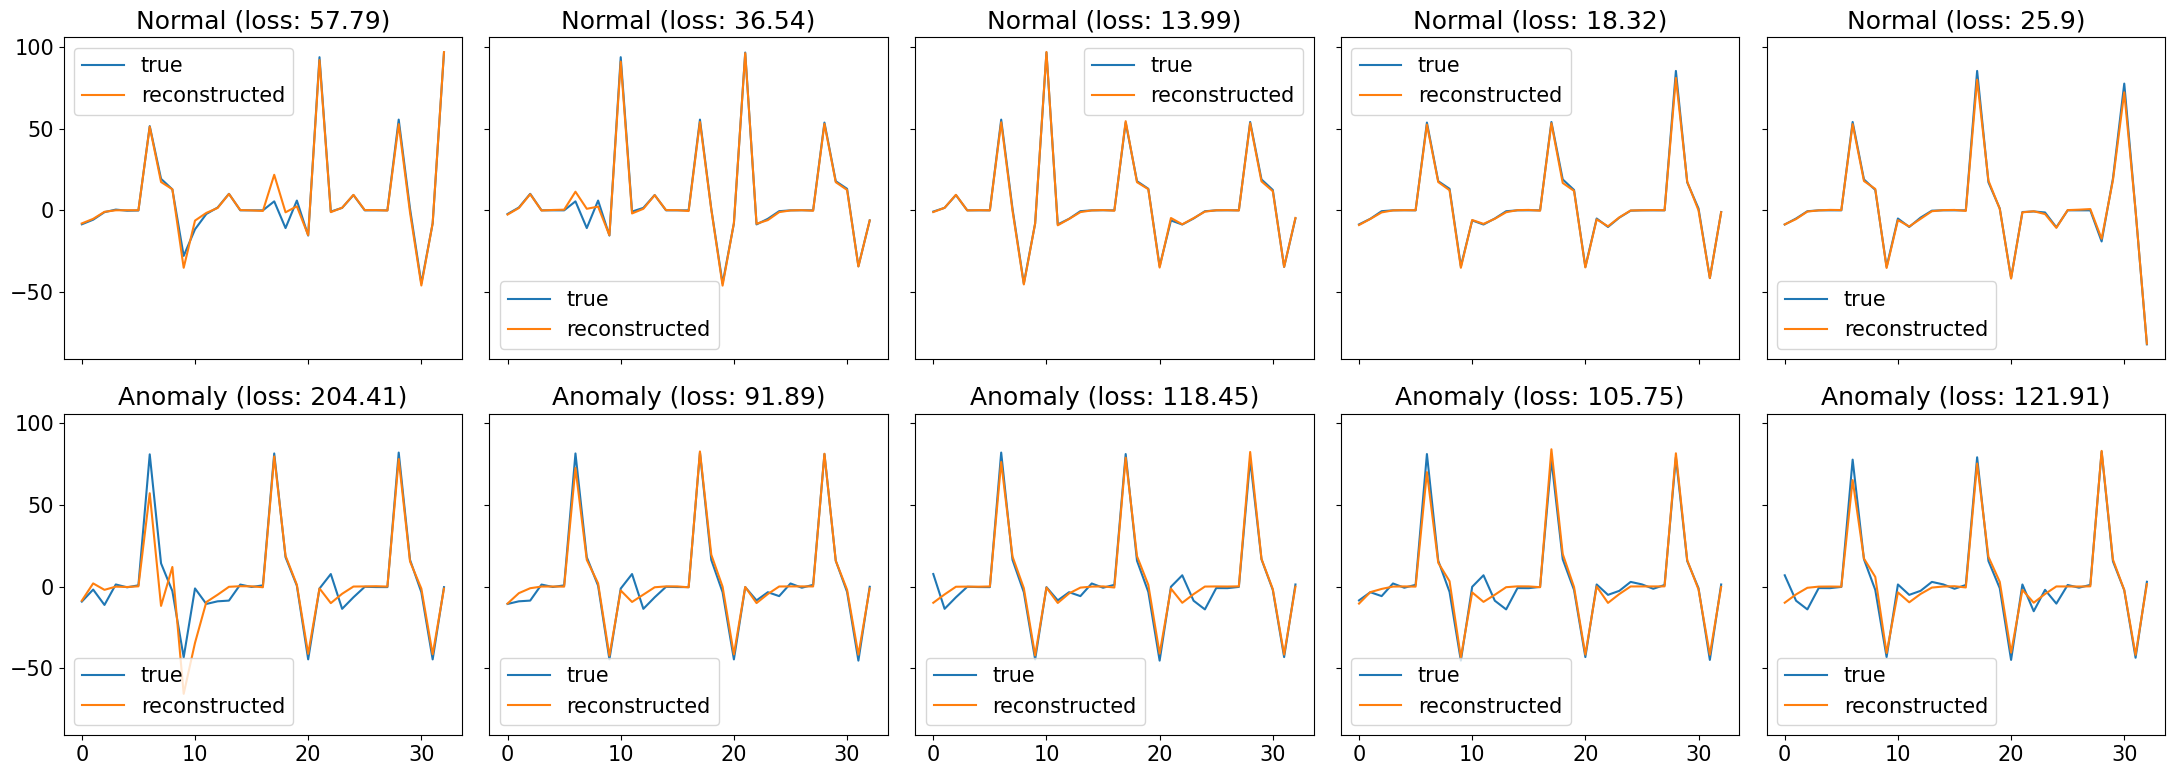 Normal (loss: 57.79)
Normal (loss: 36.54)
Normal (loss: 13.99)
Normal (loss: 18.32)
Normal (loss: 25.9)
100
50
0
−50
true
reconstructed
true
reconstructed
true
reconstructed
true
reconstructed
true
reconstructed
Anomaly (loss: 204.41)
Anomaly (loss: 91.89)
Anomaly (loss: 118.45)
Anomaly (loss: 105.75)
Anomaly (loss: 121.91)
100
50
0
−50
true
reconstructed
true
reconstructed
true
reconstructed
true
reconstructed
true
reconstructed
0 10 20 30
0 10 20 30
0 10 20 30
0 10 20 30
0 10 20 30